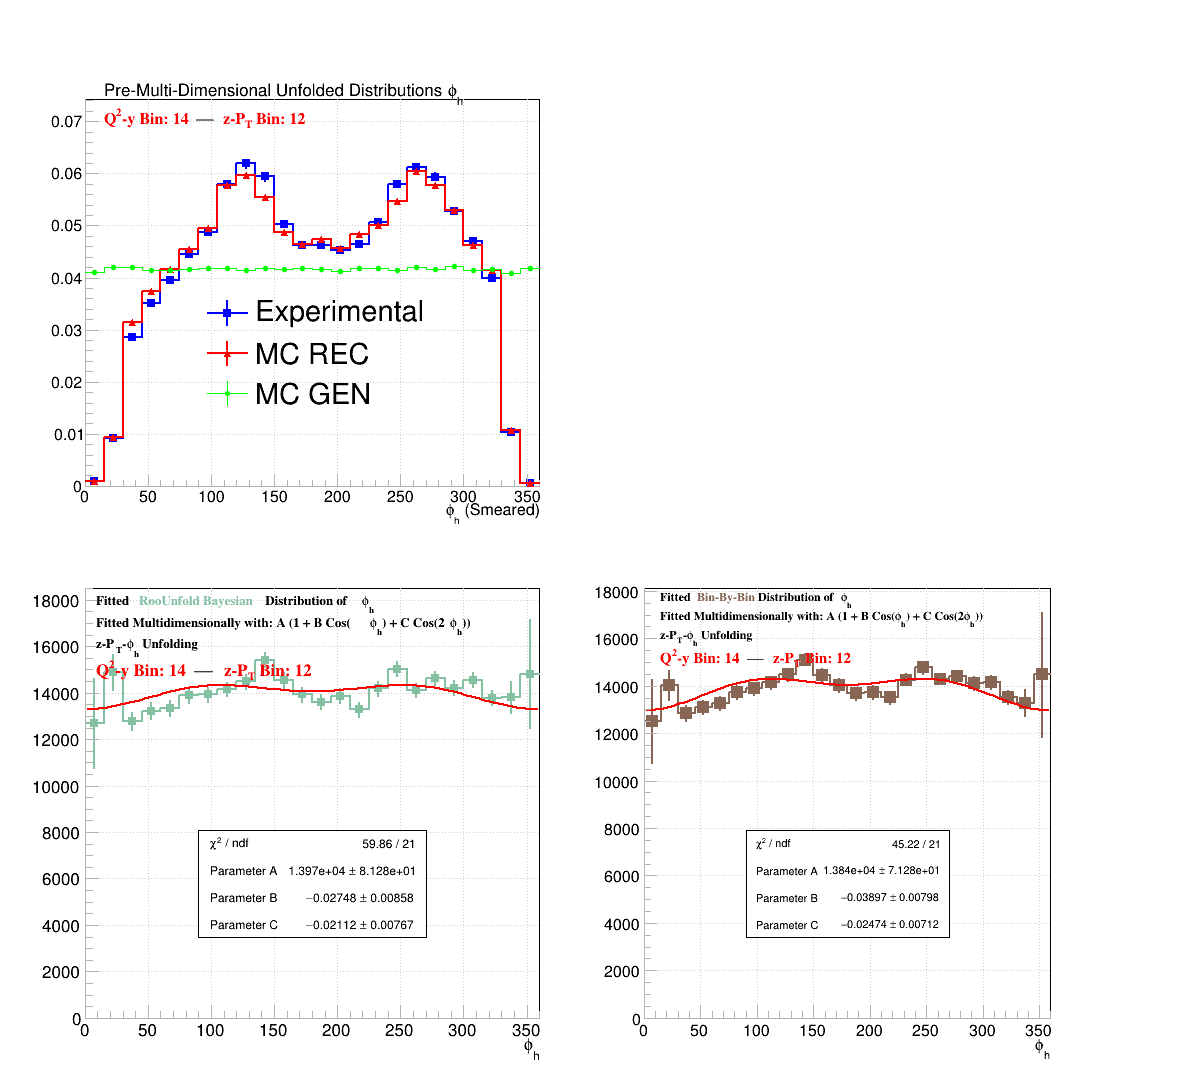 Pre-Multi-Dimensional Unfolded Distributions ϕh
Q²-y Bin: 14 — z-PT Bin: 12
0.07
0.06
0.05
0.04
0.03
0.02
0.01
0
Experimental
MC REC
MC GEN
0 50 100 150 200 250 300 350
ϕh (Smeared)
Fitted RooUnfold Bayesian Distribution of ϕh
Fitted Multidimensionally with: A (1 + B Cos( ϕh) + C Cos(2 ϕh))
z-PT-ϕh Unfolding
Q²-y Bin: 14 — z-PT Bin: 12
18000
16000
14000
12000
10000
8000
6000
4000
2000
0
χ² / ndf 59.86 / 21
Parameter A 1.397e+04 ± 8.128e+01
Parameter B −0.02748 ± 0.00858
Parameter C −0.02112 ± 0.00767
0 50 100 150 200 250 300 350
ϕh
Fitted Bin-By-Bin Distribution of ϕh
Fitted Multidimensionally with: A (1 + B Cos(ϕh) + C Cos(2ϕh))
z-PT-ϕh Unfolding
Q²-y Bin: 14 — z-PT Bin: 12
18000
16000
14000
12000
10000
8000
6000
4000
2000
0
χ² / ndf 45.22 / 21
Parameter A 1.384e+04 ± 7.128e+01
Parameter B −0.03897 ± 0.00798
Parameter C −0.02474 ± 0.00712
0 50 100 150 200 250 300 350
ϕh